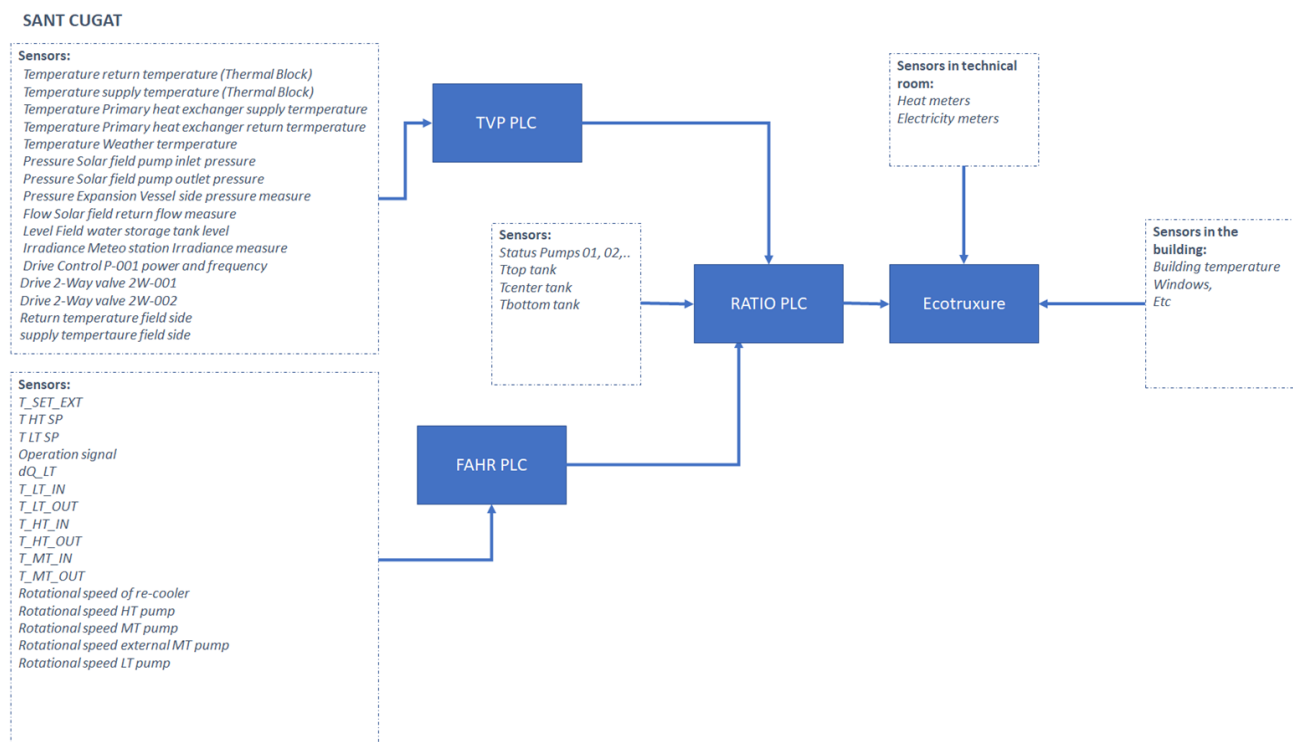 SANT CUGAT
Sensors:
Temperature return temperature (Thermal Block)
Temperature supply temperature (Thermal Block)
Temperature Primary heat exchanger supply termperature
Temperature Primary heat exchanger return termperature
Temperature Weather termperature
Pressure Solar field pump inlet pressure
Pressure Solar field pump outlet pressure
Pressure Expansion Vessel side pressure measure
Flow Solar field return flow measure
Level Field water storage tank level
Irradiance Meteo station Irradiance measure
Drive Control P-001 power and frequency
Drive 2-Way valve 2W-001
Drive 2-Way valve 2W-002
Return temperature field side
supply tempertaure field side
TVP PLC
Sensors in technical
room:
Heat meters
Electricity meters
Sensors:
Status Pumps 01, 02,..
Ttop tank
Tcenter tank
Tbottom tank
RATIO PLC
Ecotruxure
Sensors in the
building:
Building temperature
Windows,
Etc
Sensors:
T_SET_EXT
T HT SP
T LT SP
Operation signal
dQ_LT
T_LT_IN
T_LT_OUT
T_HT_IN
T_HT_OUT
T_MT_IN
T_MT_OUT
Rotational speed of re-cooler
Rotational speed HT pump
Rotational speed MT pump
Rotational speed external MT pump
Rotational speed LT pump
FAHR PLC